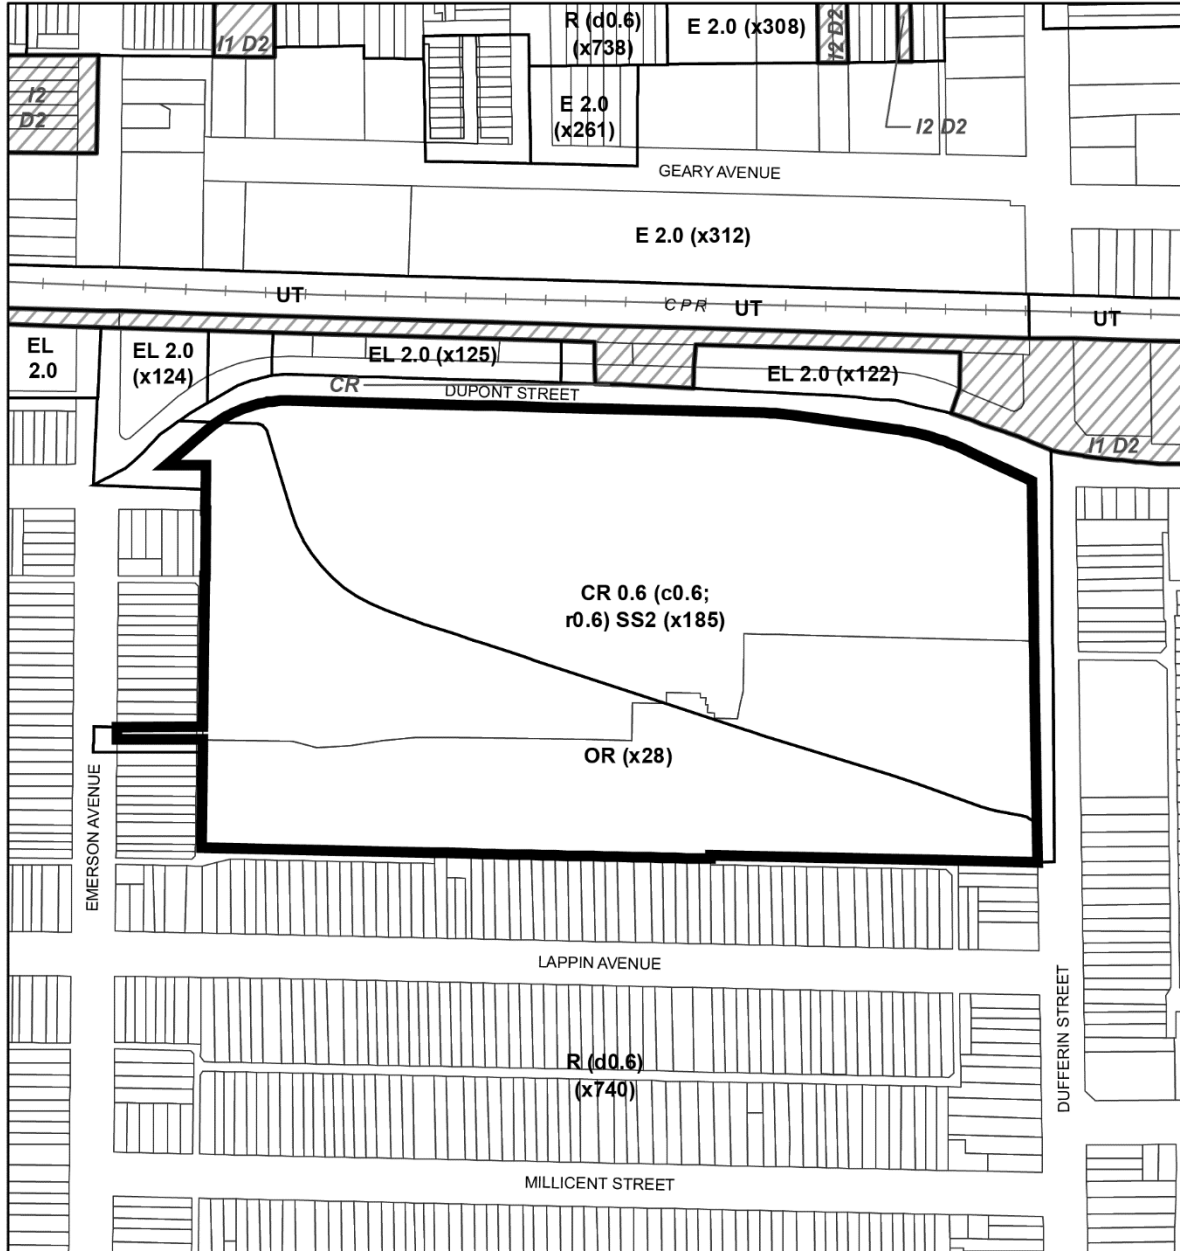 I1 D2
R (d0.6)
(x738)
E 2.0 (x308)
I2 D2
I2
D2
E 2.0
(x261)
I2 D2
GEARY AVENUE
E 2.0 (x312)
UT
CPR
UT
UT
EL
2.0
EL 2.0
(x124)
EL 2.0 (x125)
EL 2.0 (x122)
CR
DUPONT STREET
I1 D2
CR 0.6 (c0.6;
r0.6) SS2 (x185)
OR (x28)
EMERSON AVENUE
LAPPIN AVENUE
DUFFERIN STREET
R (d0.6)
(x740)
MILLICENT STREET